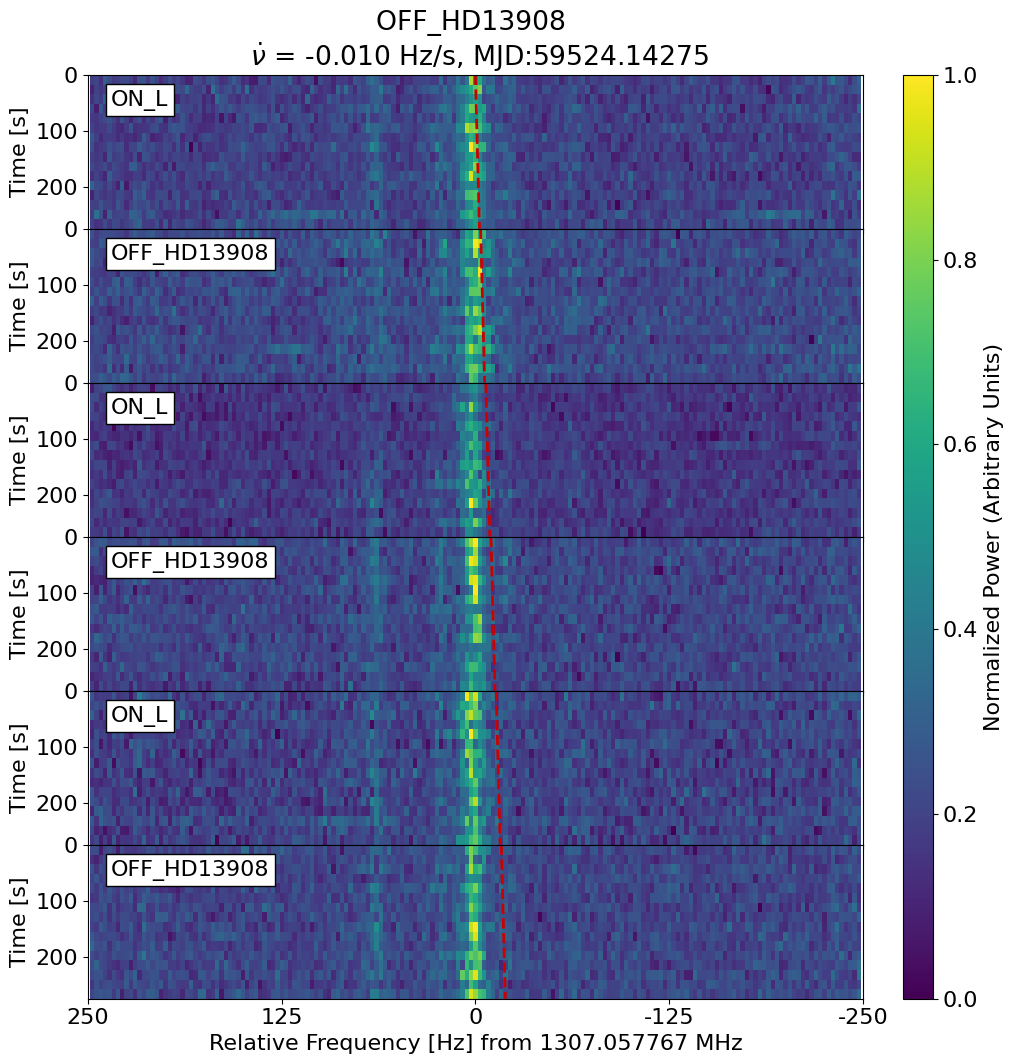 OFF_HD13908
ν̇ = -0.010 Hz/s, MJD:59524.14275
0
ON_L
100
200
Time [s]
0
OFF_HD13908
100
200
Time [s]
0
ON_L
100
200
Time [s]
0
OFF_HD13908
100
200
Time [s]
0
ON_L
100
200
Time [s]
0
OFF_HD13908
100
200
Time [s]
250 125 0 -125 -250
Relative Frequency [Hz] from 1307.057767 MHz
1.0
0.8
0.6
0.4
0.2
0.0
Normalized Power (Arbitrary Units)